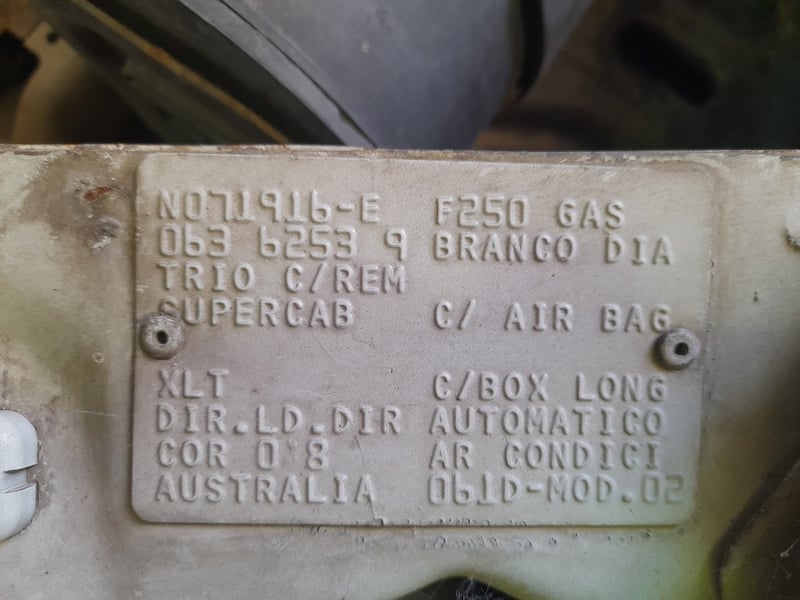 N071916-E F250 GAS
063 6253 9 BRANCO DIA
TRIO C/REM
SUPERCAB C/ AIR BAG
XLT C/BOX LONG
DIR.LD.DIR AUTOMATICO
COR 0 8 AR CONDICI
AUSTRALIA 061D-MOD.02